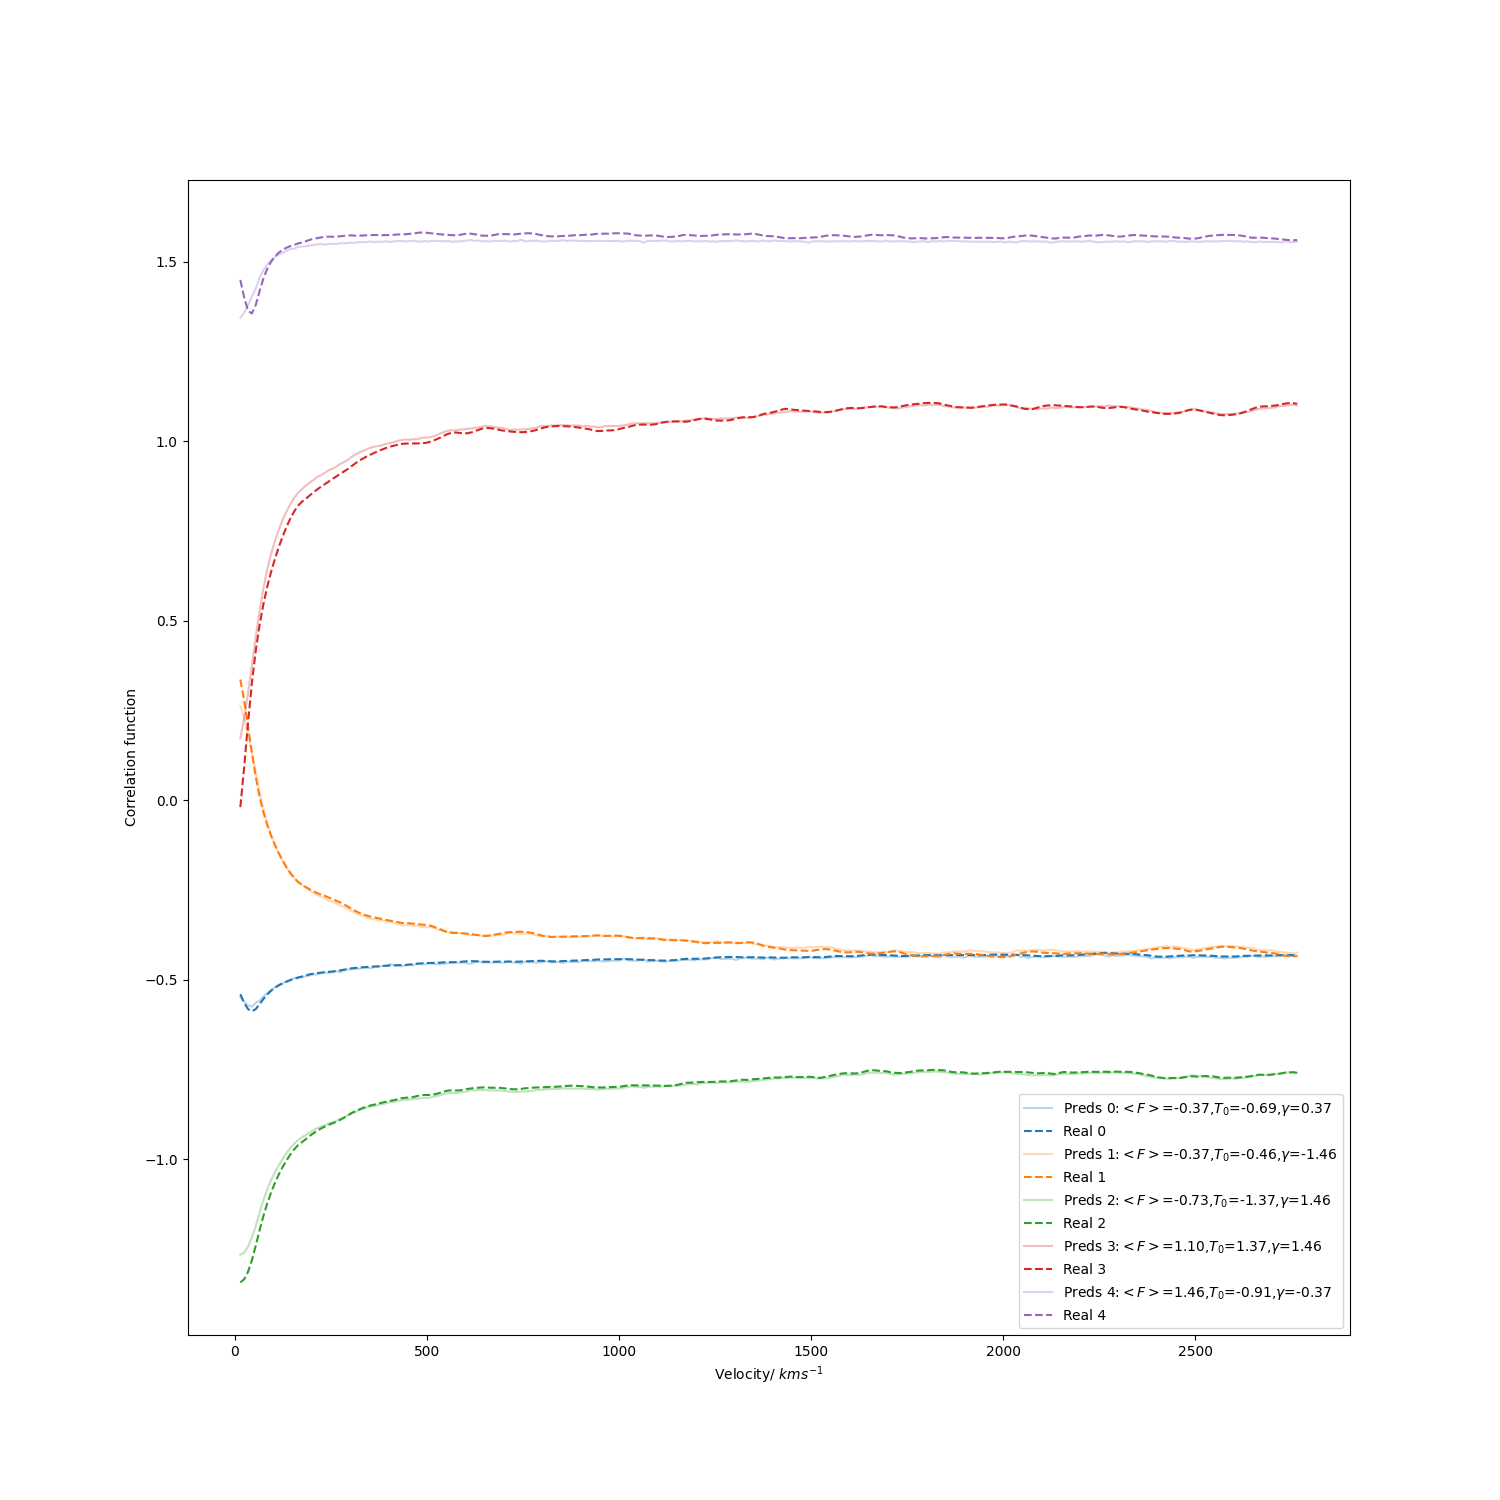 1.5
1.0
0.5
0.0
−0.5
−1.0
Correlation function
0
500
1000
1500
2000
2500
Velocity/ kms⁻¹
Preds 0: < F > =-0.37,T₀=-0.69,γ=0.37
Real 0
Preds 1: < F > =-0.37,T₀=-0.46,γ=-1.46
Real 1
Preds 2: < F > =-0.73,T₀=-1.37,γ=1.46
Real 2
Preds 3: < F > =1.10,T₀=1.37,γ=1.46
Real 3
Preds 4: < F > =1.46,T₀=-0.91,γ=-0.37
Real 4